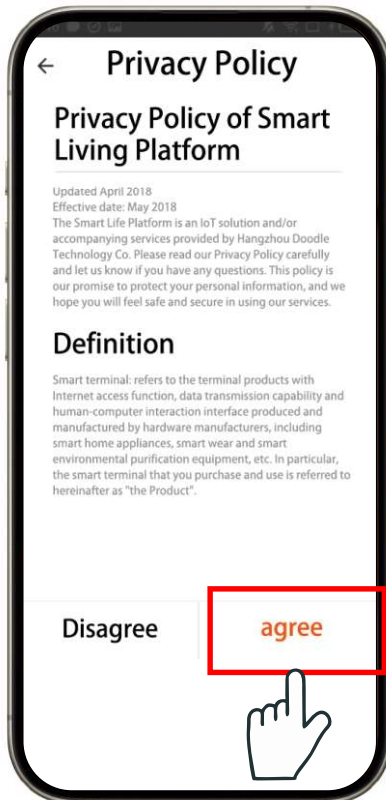 Privacy Policy
Privacy Policy of Smart
Living Platform
Updated April 2018
Effective date: May 2018
The Smart Life Platform is an IoT solution and/or
accompanying services provided by Hangzhou Doodle
Technology Co. Please read our Privacy Policy carefully
and let us know if you have any questions. This policy is
our promise to protect your personal information, and we
hope you will feel safe and secure in using our services.
Definition
Smart terminal: refers to the terminal products with
Internet access function, data transmission capability and
human-computer interaction interface produced and
manufactured by hardware manufacturers, including
smart home appliances, smart wear and smart
environmental purification equipment, etc. In particular,
the smart terminal that you purchase and use is referred to
hereinafter as "the Product".
Disagree
agree